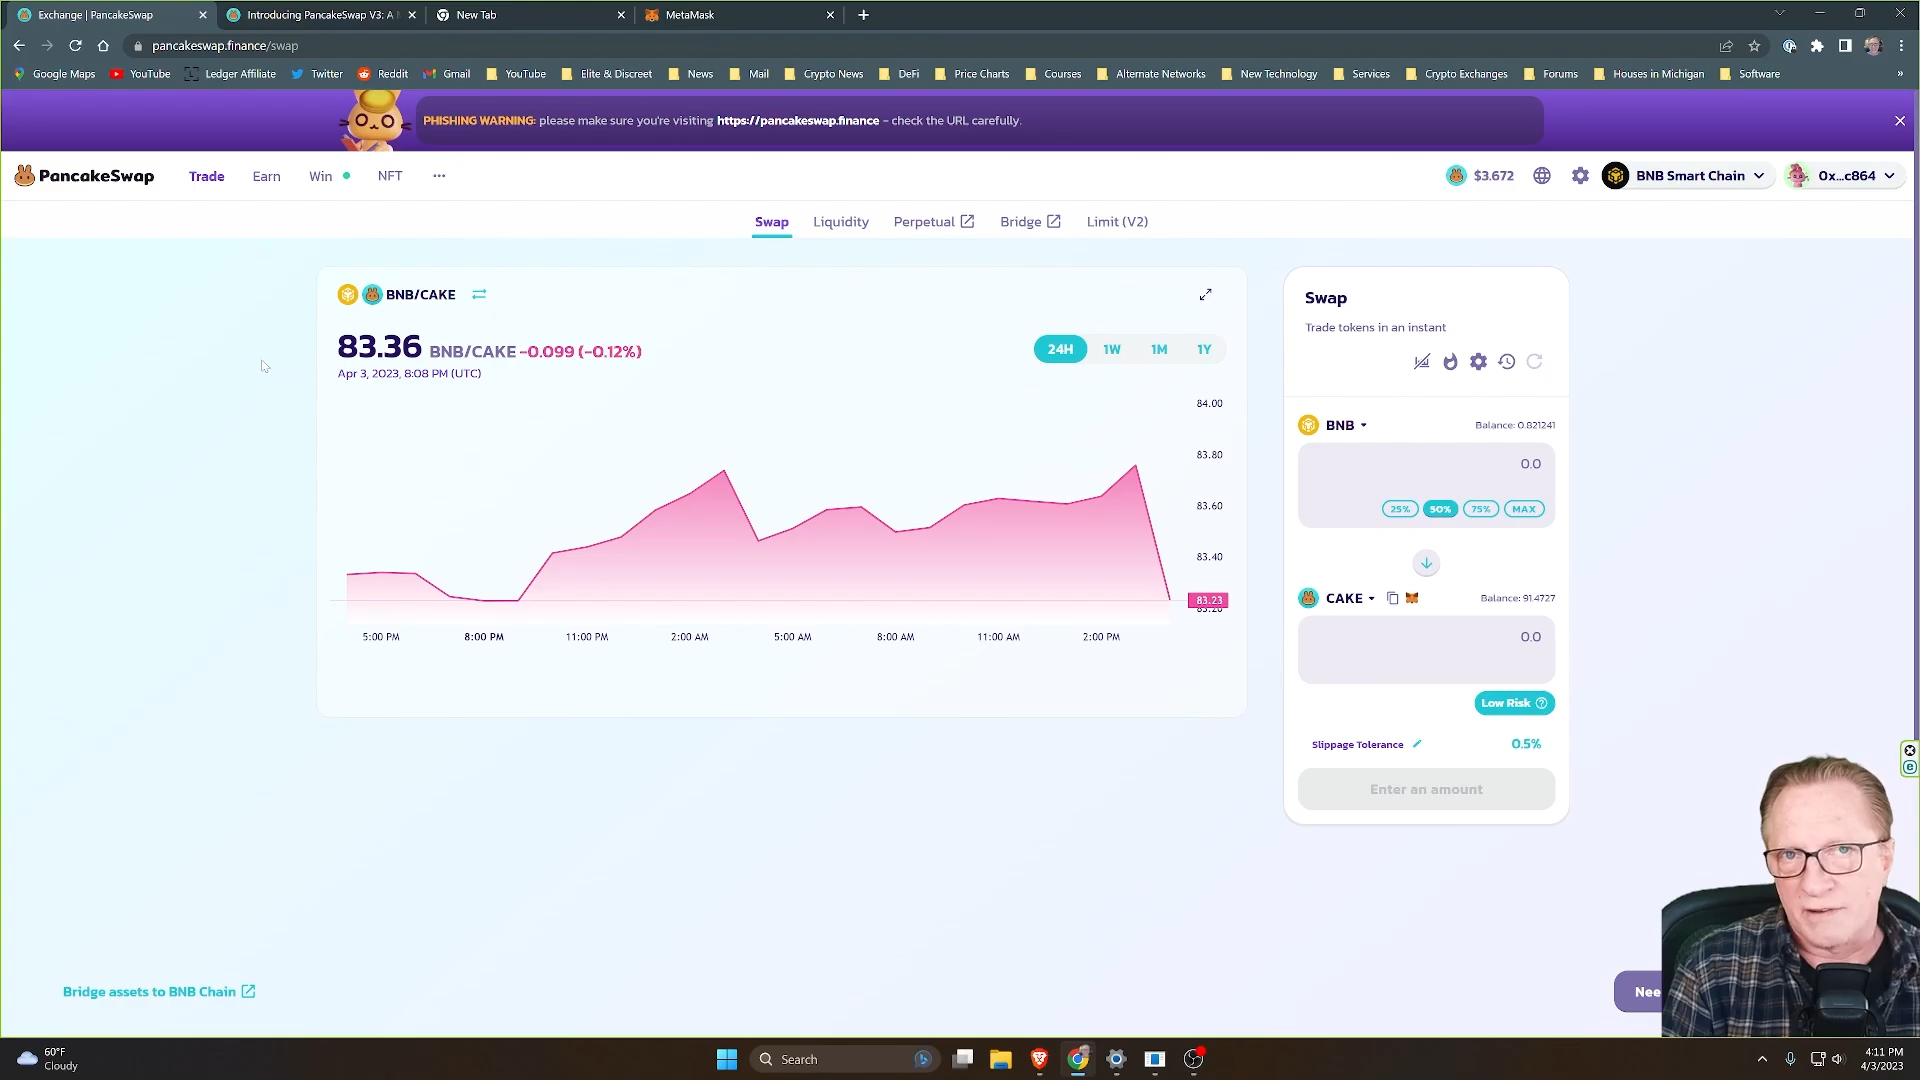 Exchange | PancakeSwap
Introducing PancakeSwap V3: A
New Tab
MetaMask
pancakeswap.finance/swap
Google Maps
YouTube
Ledger Affiliate
Twitter
Reddit
Gmail
YouTube
Elite & Discreet
News
Mail
Crypto News
DeFi
Price Charts
Courses
Alternate Networks
New Technology
Services
Crypto Exchanges
Forums
Houses in Michigan
Software
»
PHISHING WARNING: please make sure you're visiting https://pancakeswap.finance - check the URL carefully.
PancakeSwap
Trade
Earn
Win
NFT
$3.672
BNB Smart Chain
0x...c864
Swap
Liquidity
Perpetual
Bridge
Limit (V2)
BNB/CAKE
83.36 BNB/CAKE -0.099 (-0.12%)
Apr 3, 2023, 8:08 PM (UTC)
24H
1W
1M
1Y
84.00
83.80
83.60
83.40
83.23
83.20
5:00 PM
8:00 PM
11:00 PM
2:00 AM
5:00 AM
8:00 AM
11:00 AM
2:00 PM
Swap
Trade tokens in an instant
BNB
Balance: 0.821241
0.0
25%
50%
75%
MAX
CAKE
Balance: 91.4727
0.0
Low Risk
Slippage Tolerance
0.5%
Enter an amount
Bridge assets to BNB Chain
Nee
60°F
Cloudy
Search
4:11 PM
4/3/2023